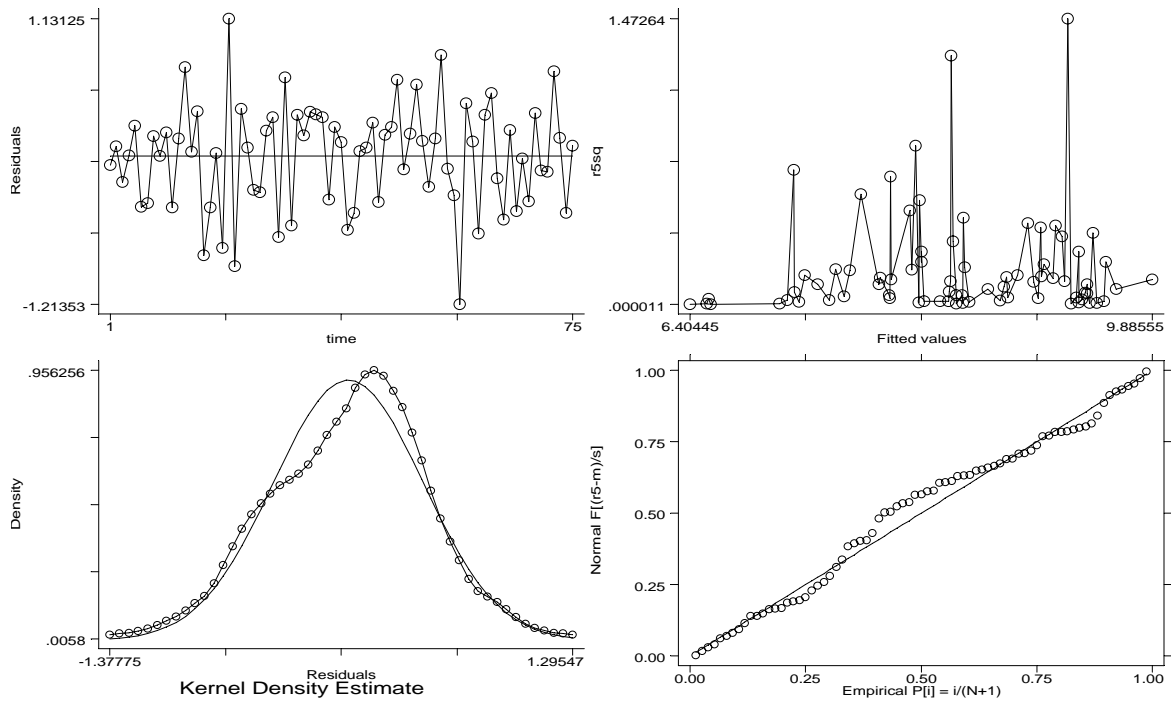 1.13125
Residuals
-1.21353
1
75
time
1.47264
r5sq
.000011
6.40445
9.88555
Fitted values
.956256
Density
.0058
-1.37775
1.29547
Residuals
Kernel Density Estimate
1.00
0.75
0.50
0.25
0.00
Normal F[(r5-m)/s]
0.00
0.25
0.50
0.75
1.00
Empirical P[i] = i/(N+1)